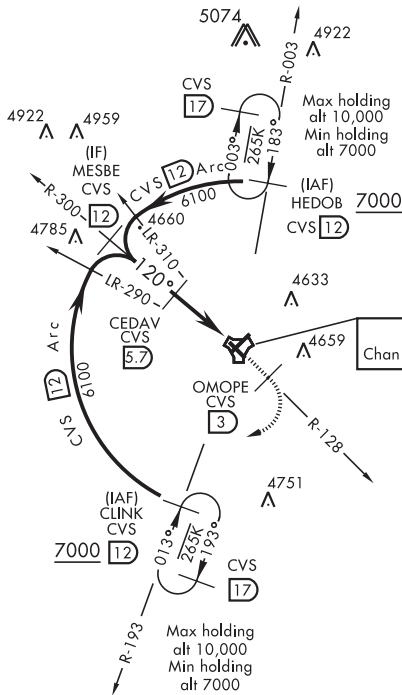 5074
4922
R-003
CVS
17
Max holding
alt 10,000
Min holding
alt 7000
003°
265K
183°
4922
4959
(IF)
MESBE
CVS
12
R-300
CVS 12 Arc
6100
(IAF)
HEDOB
CVS 12
7000
4660
4785
LR-310
120°
LR-290
4633
CEDAV
CVS
5.7
4659
Chan
Arc
12
CVS
6100
OMOPE
CVS
3
R-128
(IAF)
CLINK
CVS
12
7000
4751
013°
265K
193°
CVS
17
R-193
Max holding
alt 10,000
Min holding
alt 7000